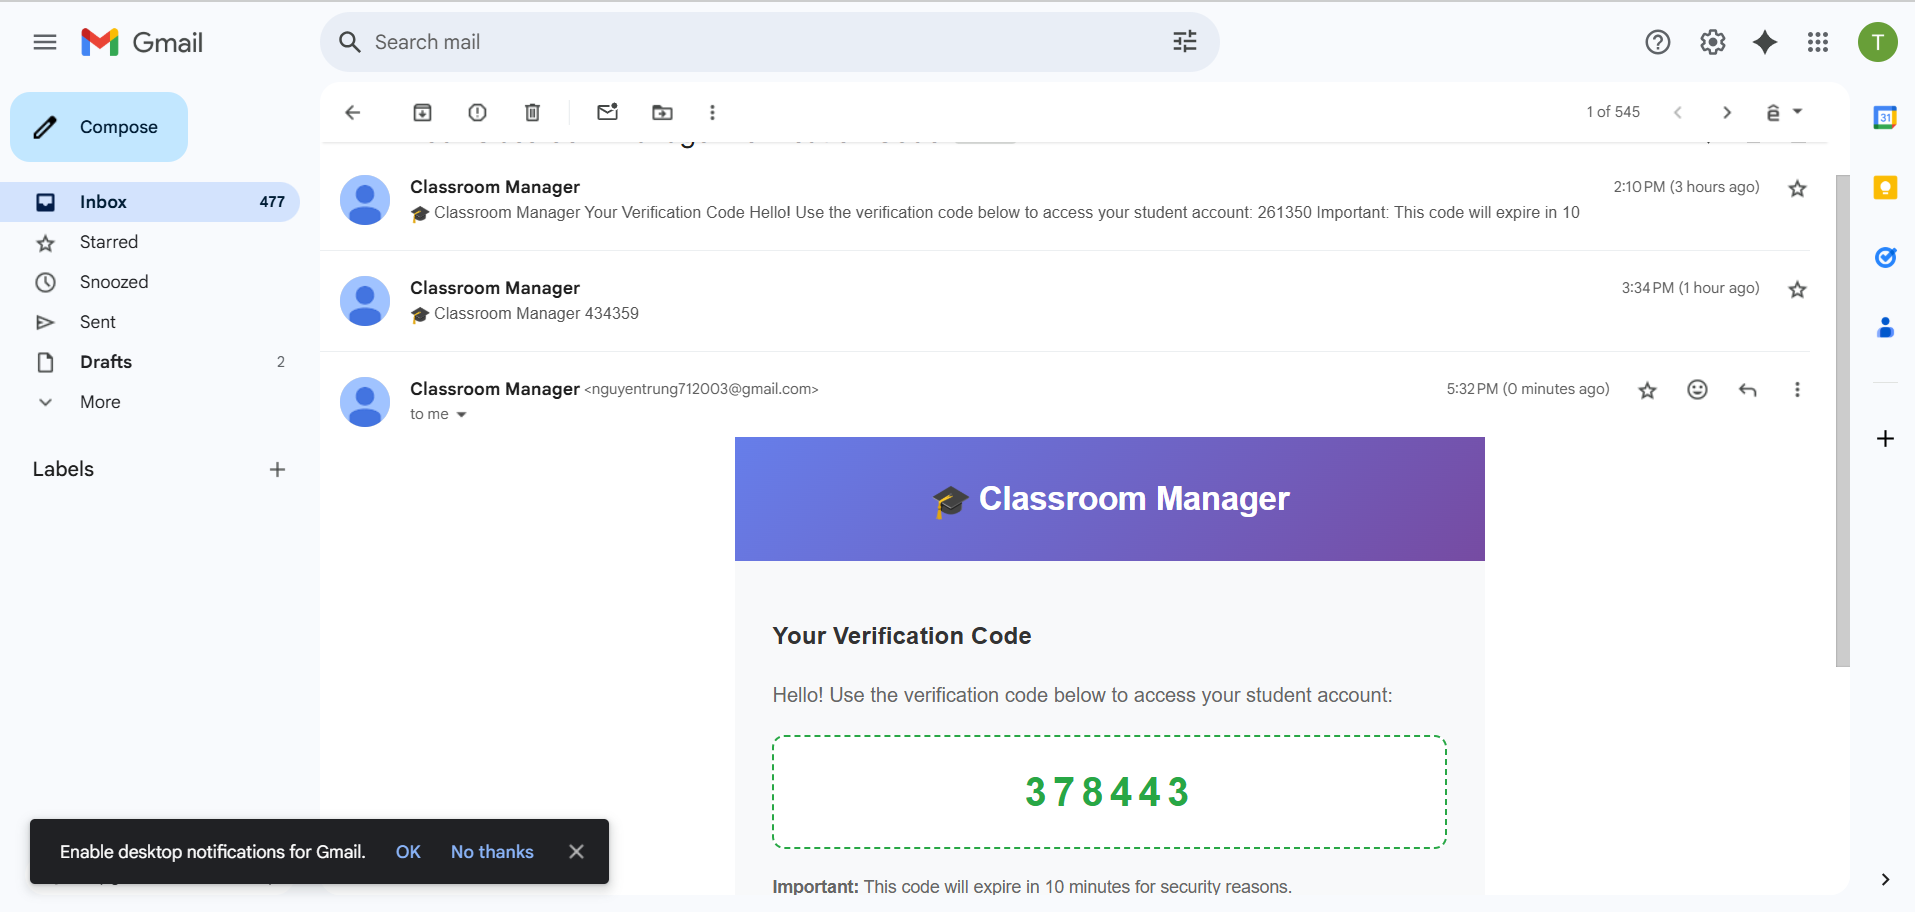 Gmail
Search mail
T
Compose
1 of 545
Inbox 477
Starred
Snoozed
Sent
Drafts 2
More
Labels
Classroom Manager
2:10 PM (3 hours ago)
🎓 Classroom Manager Your Verification Code Hello! Use the verification code below to access your student account: 261350 Important: This code will expire in 10
Classroom Manager
3:34 PM (1 hour ago)
🎓 Classroom Manager 434359
Classroom Manager <nguyentrung712003@gmail.com>
5:32 PM (0 minutes ago)
to me
🎓 Classroom Manager
Your Verification Code
Hello! Use the verification code below to access your student account:
378443
Important: This code will expire in 10 minutes for security reasons.
Enable desktop notifications for Gmail. OK No thanks
31